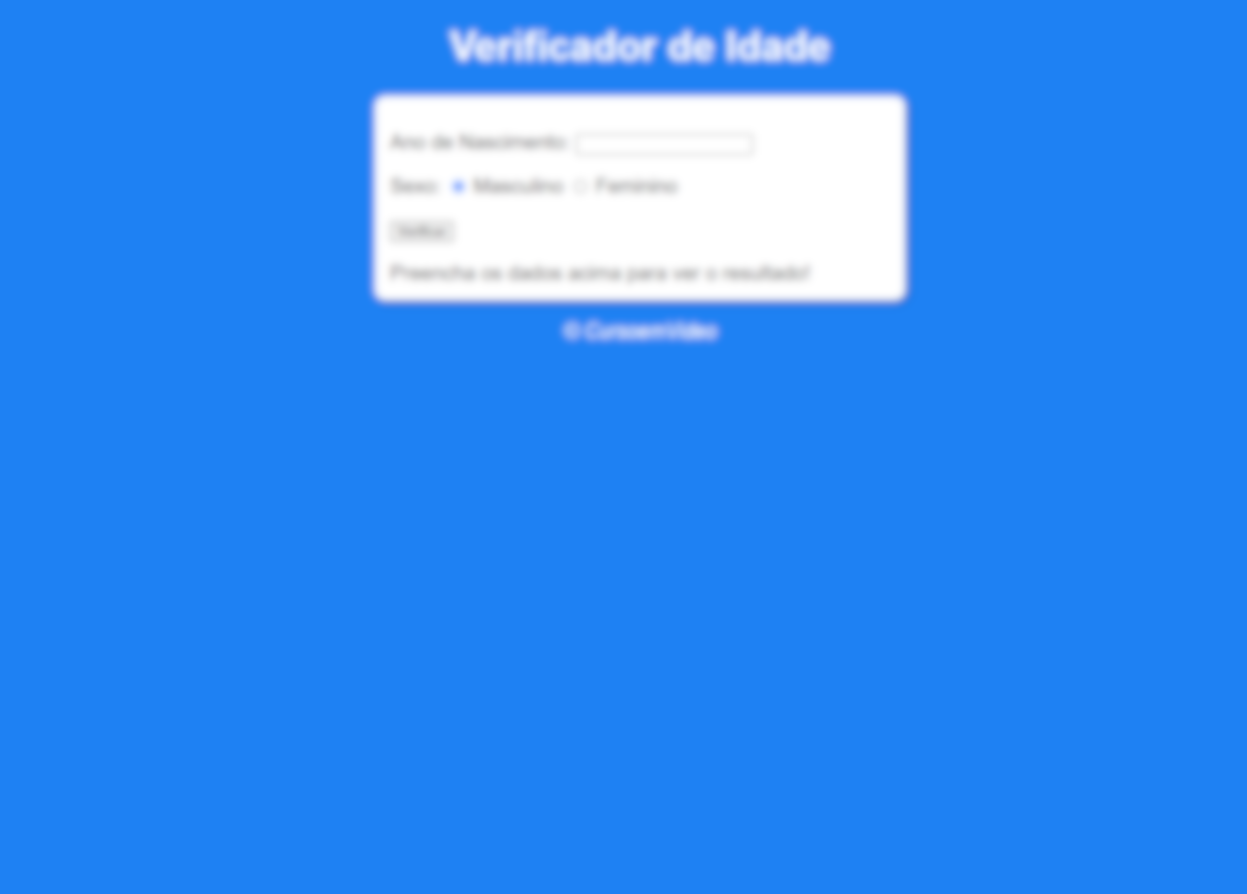 Verificador de Idade
Ano de Nascimento:
Sexo: Masculino Feminino
Verificar
Preencha os dados acima para ver o resultado!
© CursoemVideo